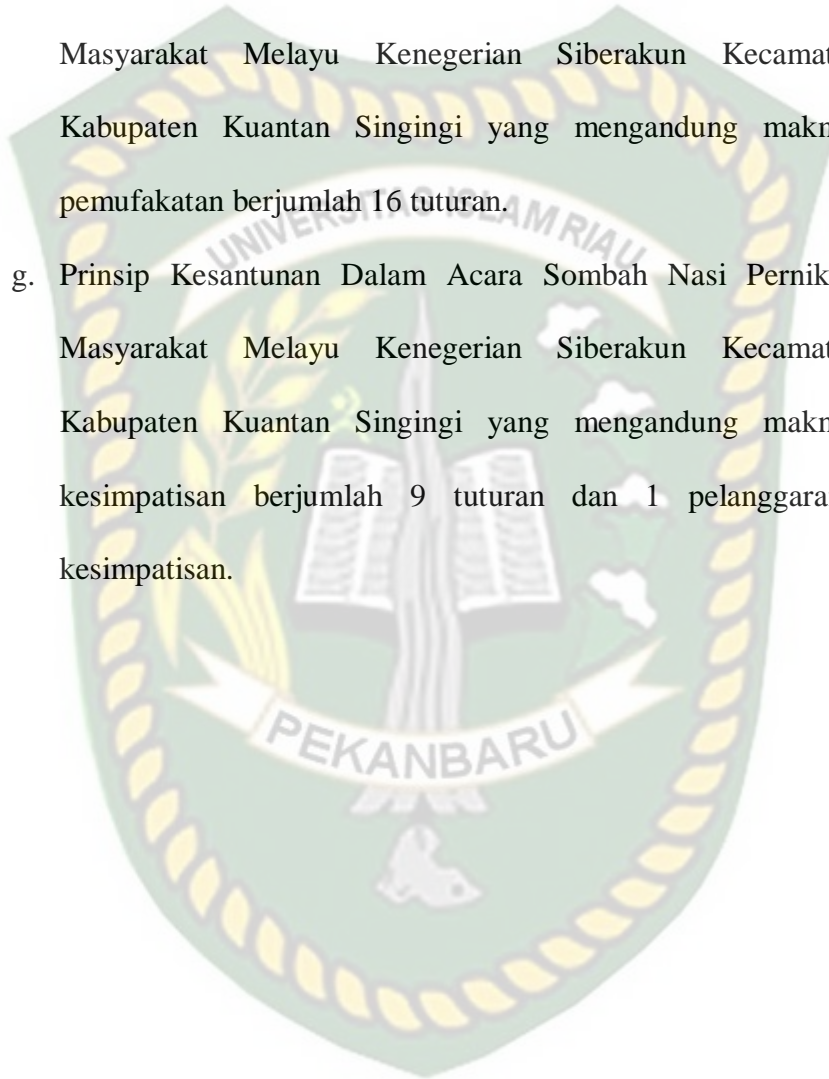 Masyarakat Melayu Kenegerian Siberakun Kecamat
Kabupaten Kuantan Singingi yang mengandung makn
pemufakatan berjumlah 16 tuturan.
UNIVERSITAS ISLAM RIAU
g. Prinsip Kesantunan Dalam Acara Sombah Nasi Pernik
Masyarakat Melayu Kenegerian Siberakun Kecamat
Kabupaten Kuantan Singingi yang mengandung makn
kesimpatisan berjumlah 9 tuturan dan 1 pelanggara
kesimpatisan.
PEKANBARU